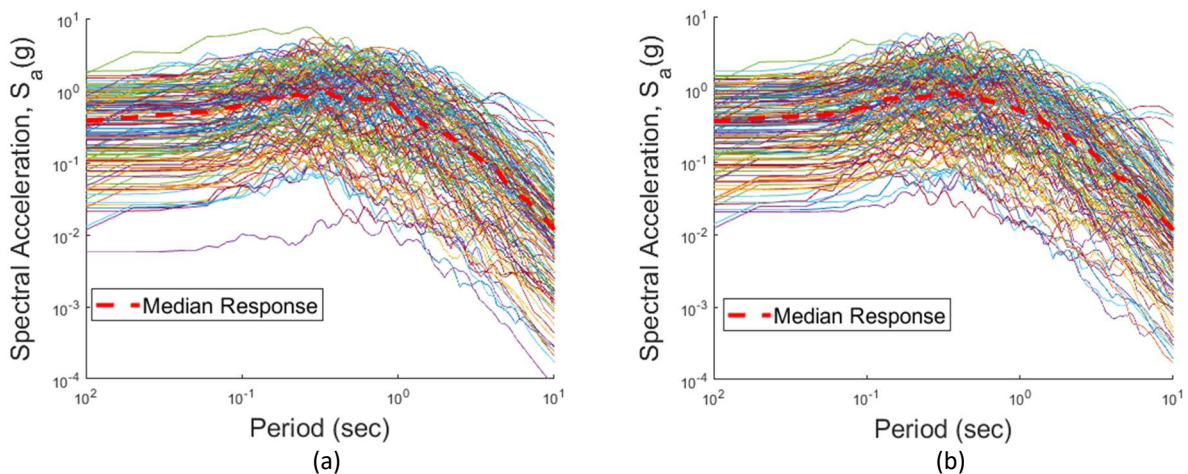 10^1
10^0
10^-1
10^-2
10^-3
10^-4
Spectral Acceleration, S_a(g)
Median Response
10^2
10^-1
10^0
10^1
Period (sec)
(a)
10^1
10^0
10^-1
10^-2
10^-3
10^-4
Spectral Acceleration, S_a(g)
Median Response
10^2
10^-1
10^0
10^1
Period (sec)
(b)